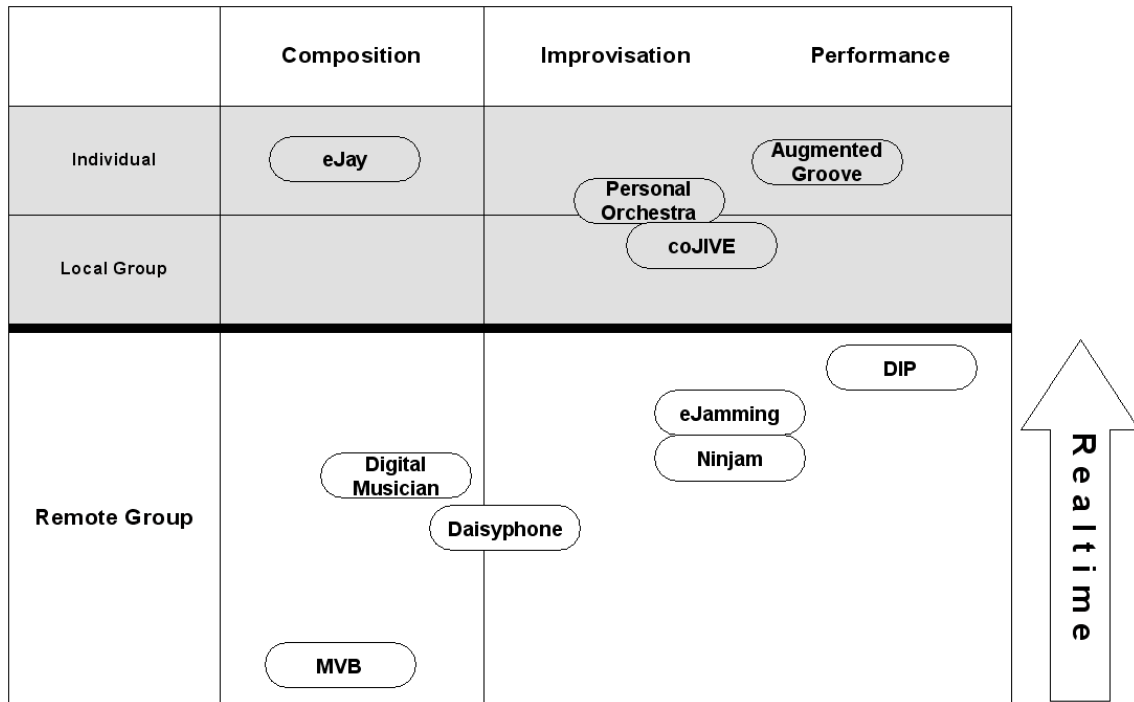 Composition Improvisation Performance
Individual
eJay
Augmented
Groove
Personal
Orchestra
Local Group
coJIVE
DIP
eJamming
Ninjam
Digital
Musician
Remote Group
Daisyphone
MVB
Realtime